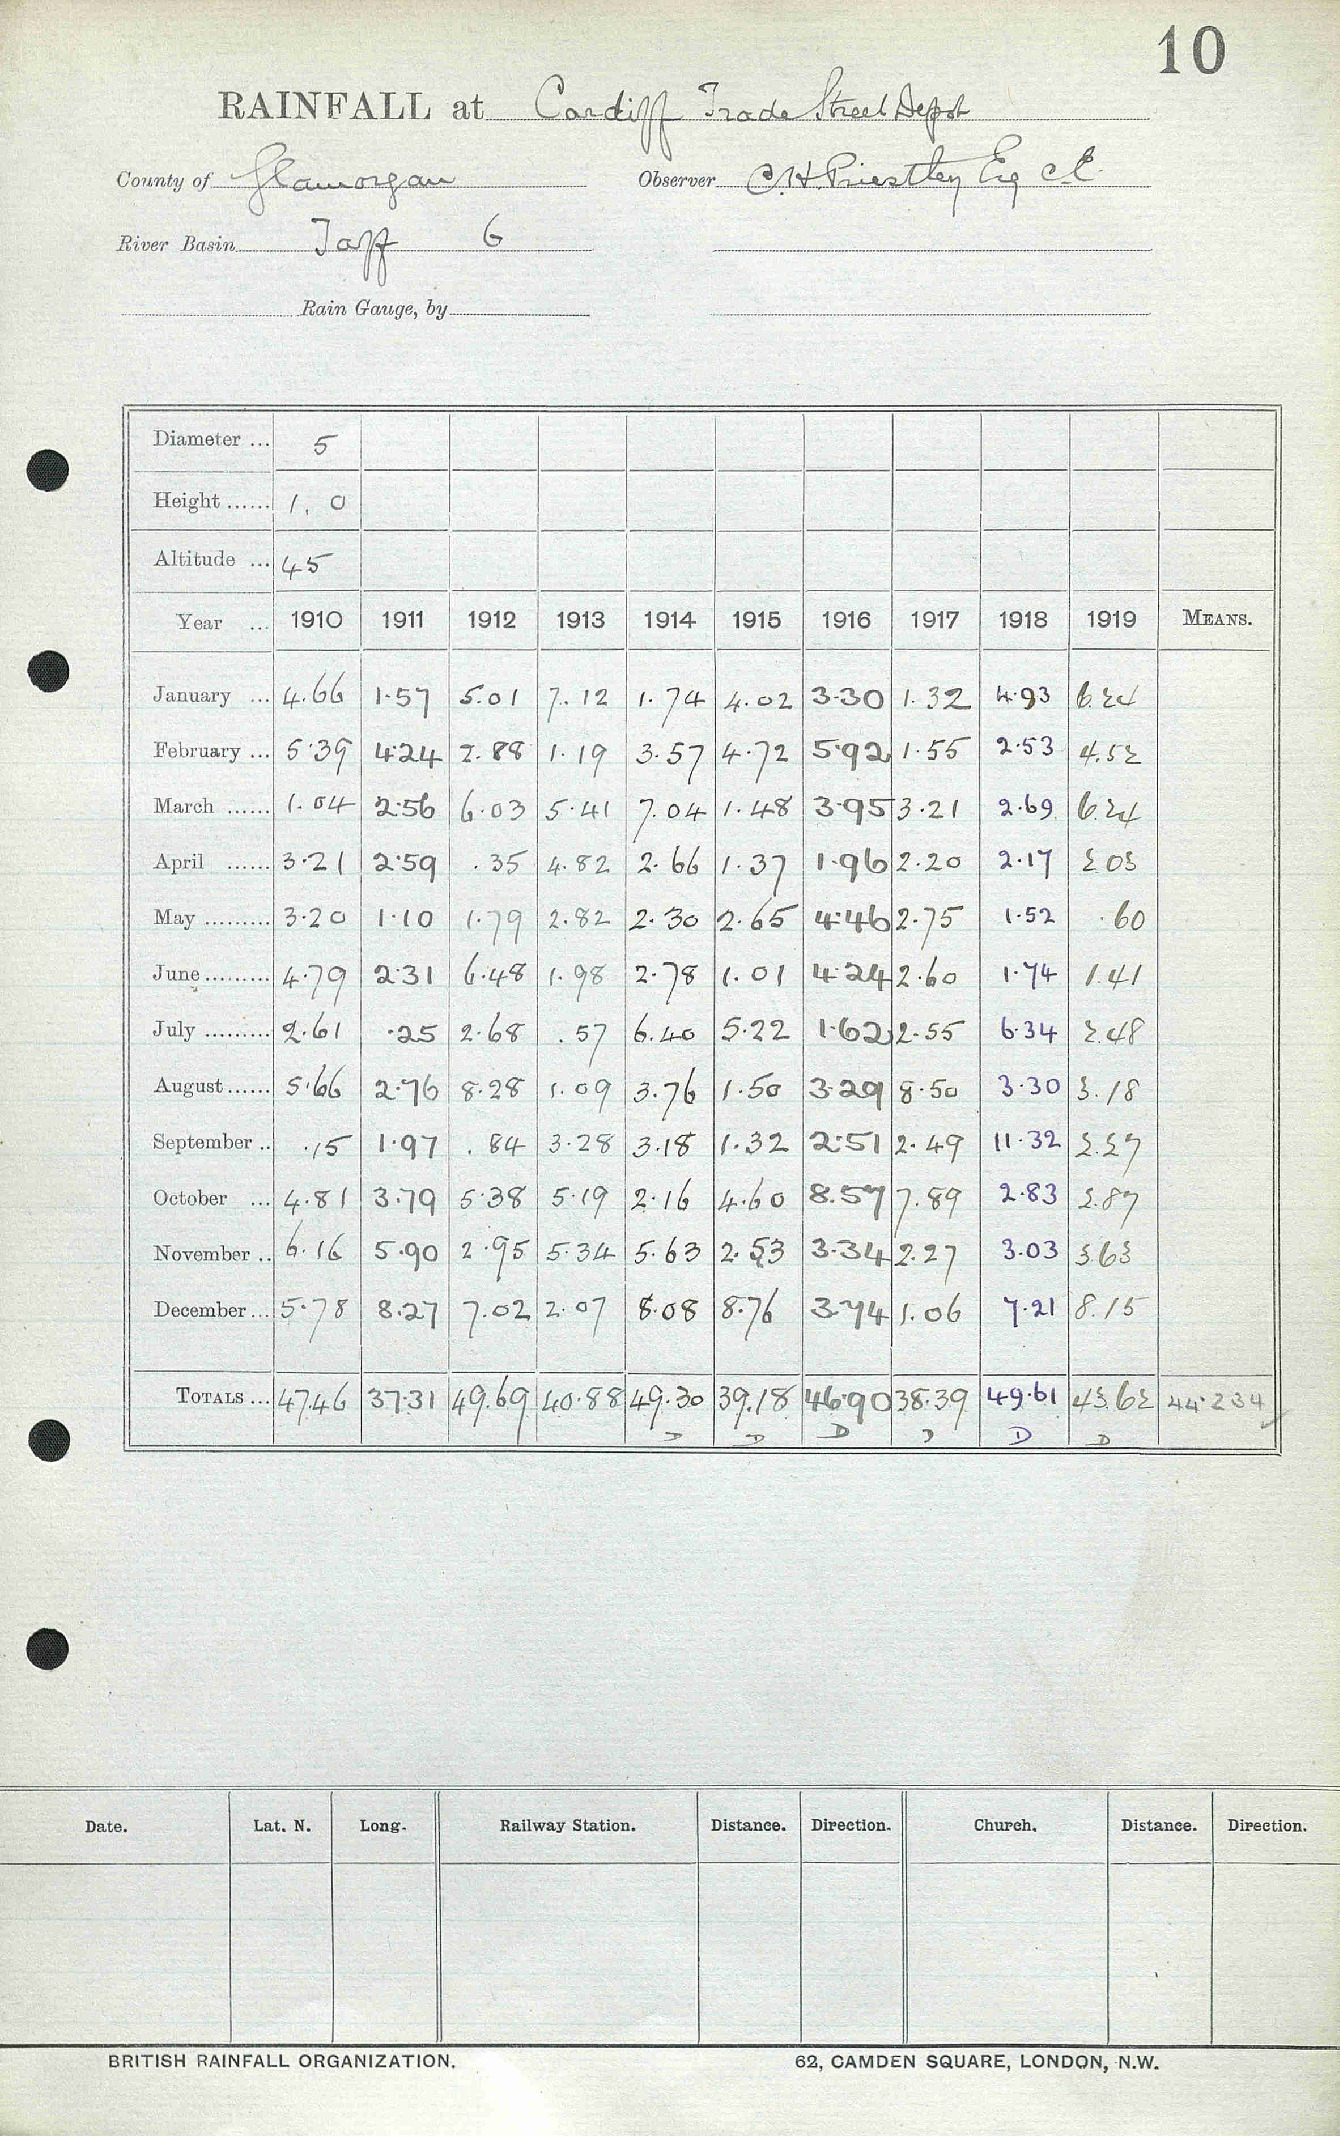 10
RAINFALL at Cardiff Trade Street Depot
County of Glamorgan Observer C.H. Priestley Esq C.E.
River Basin Taff 6
Rain Gauge, by
Diameter ... 5
Height ...... 1. 0
Altitude ... 45
Year ... 1910 1911 1912 1913 1914 1915 1916 1917 1918 1919 MEANS.
January ... 4.66 1.57 5.01 7.12 1.74 4.02 3.30 1.32 4.93 6.24
February ... 5.39 4.24 2.88 1.19 3.57 4.72 5.92 1.55 2.53 4.52
March ...... 1.04 2.56 6.03 5.41 7.04 1.48 3.95 3.21 2.69 6.24
April ...... 3.21 2.59 .35 4.82 2.66 1.37 1.96 2.20 2.17 2.03
May ......... 3.20 1.10 1.79 2.82 2.30 2.65 4.46 2.75 1.52 .60
June ......... 4.79 2.31 6.48 1.98 2.78 1.01 4.24 2.60 1.74 1.41
July ......... 2.61 .25 2.68 .57 6.40 5.22 1.62 2.55 6.34 2.48
August ...... 5.66 2.76 8.28 1.09 3.76 1.50 3.29 8.50 3.30 3.18
September .. .15 1.97 .84 3.28 3.18 1.32 2.51 2.49 11.32 2.27
October ... 4.81 3.79 5.38 5.19 2.16 4.60 8.57 7.89 2.83 2.87
November .. 6.16 5.90 2.95 5.34 5.63 2.53 3.34 2.27 3.03 3.63
December ... 5.78 8.27 7.02 2.07 8.08 8.76 3.74 1.06 7.21 8.15
TOTALS ... 47.46 37.31 49.69 40.88 49.30 39.18 46.90 38.39 49.61 43.62 44.234
D D D D D D
Date. Lat. N. Long. Railway Station. Distance. Direction. Church. Distance. Direction.
BRITISH RAINFALL ORGANIZATION. 62, CAMDEN SQUARE, LONDON, N.W.